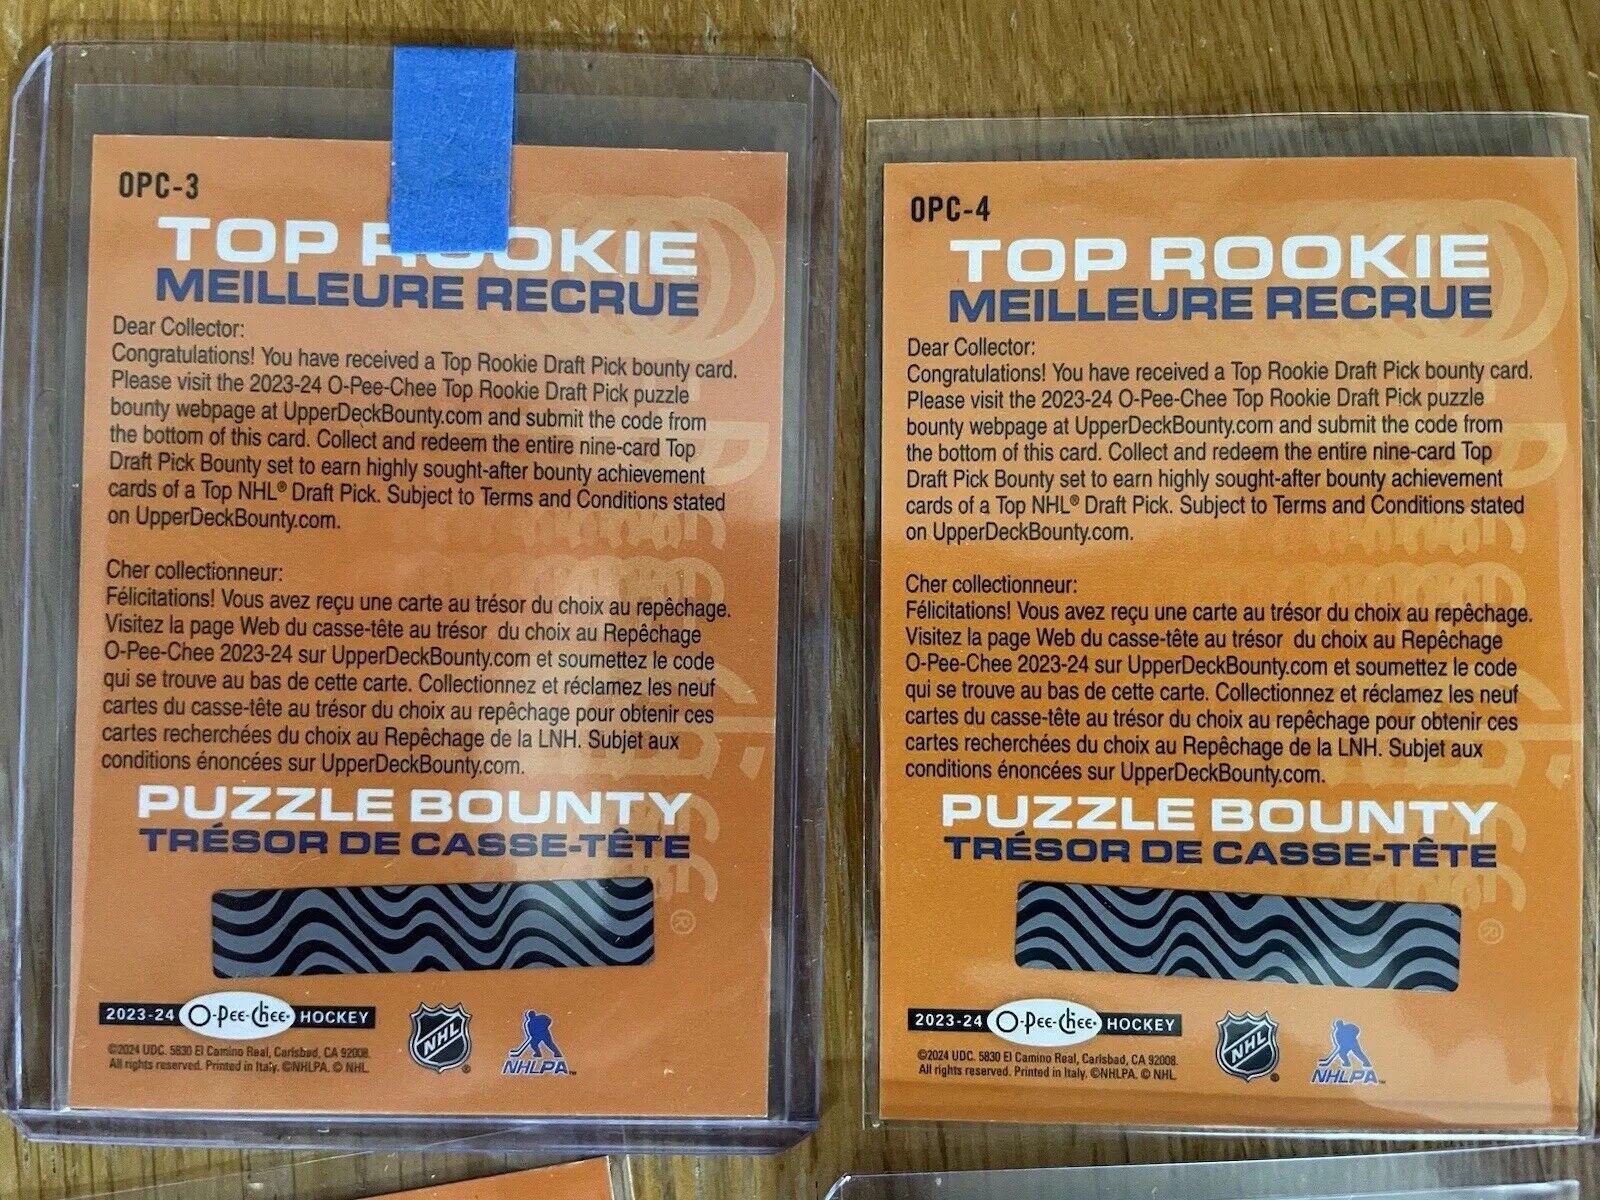 OPC-3
TOP ROOKIE
MEILLEURE RECRUE
Dear Collector:
Congratulations! You have received a Top Rookie Draft Pick bounty card.
Please visit the 2023-24 O-Pee-Chee Top Rookie Draft Pick puzzle
bounty webpage at UpperDeckBounty.com and submit the code from
the bottom of this card. Collect and redeem the entire nine-card Top
Draft Pick Bounty set to earn highly sought-after bounty achievement
cards of a Top NHL® Draft Pick. Subject to Terms and Conditions stated
on UpperDeckBounty.com.
Cher collectionneur:
Félicitations! Vous avez reçu une carte au trésor du choix au repêchage.
Visitez la page Web du casse-tête au trésor du choix au Repêchage
O-Pee-Chee 2023-24 sur UpperDeckBounty.com et soumettez le code
qui se trouve au bas de cette carte. Collectionnez et réclamez les neuf
cartes du casse-tête au trésor du choix au repêchage pour obtenir ces
cartes recherchées du choix au Repêchage de la LNH. Subjet aux
conditions énoncées sur UpperDeckBounty.com.
PUZZLE BOUNTY
TRÉSOR DE CASSE-TÊTE
®
2023-24 O-Pee-Chee® HOCKEY
NHL ®
NHLPA™
©2024 UDC. 5830 El Camino Real, Carlsbad, CA 92008.
All rights reserved. Printed in Italy. ©NHLPA. © NHL.
OPC-4
TOP ROOKIE
MEILLEURE RECRUE
Dear Collector:
Congratulations! You have received a Top Rookie Draft Pick bounty card.
Please visit the 2023-24 O-Pee-Chee Top Rookie Draft Pick puzzle
bounty webpage at UpperDeckBounty.com and submit the code from
the bottom of this card. Collect and redeem the entire nine-card Top
Draft Pick Bounty set to earn highly sought-after bounty achievement
cards of a Top NHL® Draft Pick. Subject to Terms and Conditions stated
on UpperDeckBounty.com.
Cher collectionneur:
Félicitations! Vous avez reçu une carte au trésor du choix au repêchage.
Visitez la page Web du casse-tête au trésor du choix au Repêchage
O-Pee-Chee 2023-24 sur UpperDeckBounty.com et soumettez le code
qui se trouve au bas de cette carte. Collectionnez et réclamez les neuf
cartes du casse-tête au trésor du choix au repêchage pour obtenir ces
cartes recherchées du choix au Repêchage de la LNH. Subjet aux
conditions énoncées sur UpperDeckBounty.com.
PUZZLE BOUNTY
TRÉSOR DE CASSE-TÊTE
®
2023-24 O-Pee-Chee® HOCKEY
NHL ®
NHLPA™
©2024 UDC. 5830 El Camino Real, Carlsbad, CA 92008.
All rights reserved. Printed in Italy. ©NHLPA. © NHL.